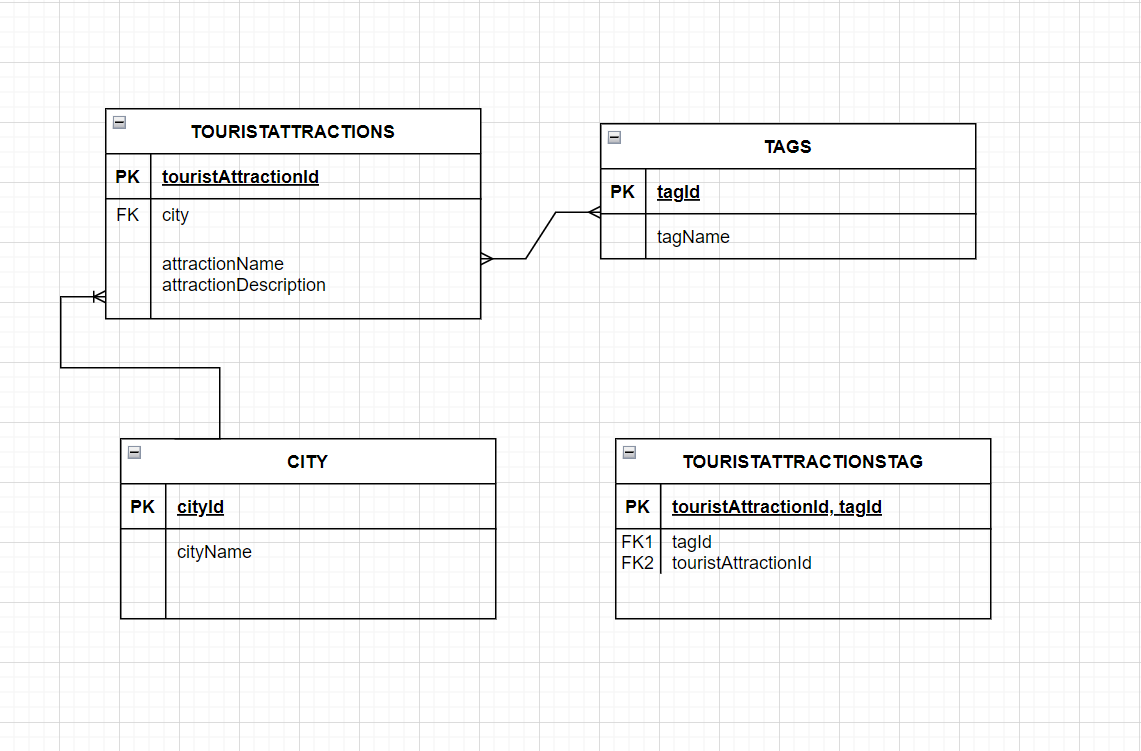 TOURISTATTRACTIONS
PK touristAttractionId
FK city
attractionName
attractionDescription
TAGS
PK tagId
tagName
CITY
PK cityId
cityName
TOURISTATTRACTIONSTAG
PK touristAttractionId, tagId
FK1 tagId
FK2 touristAttractionId